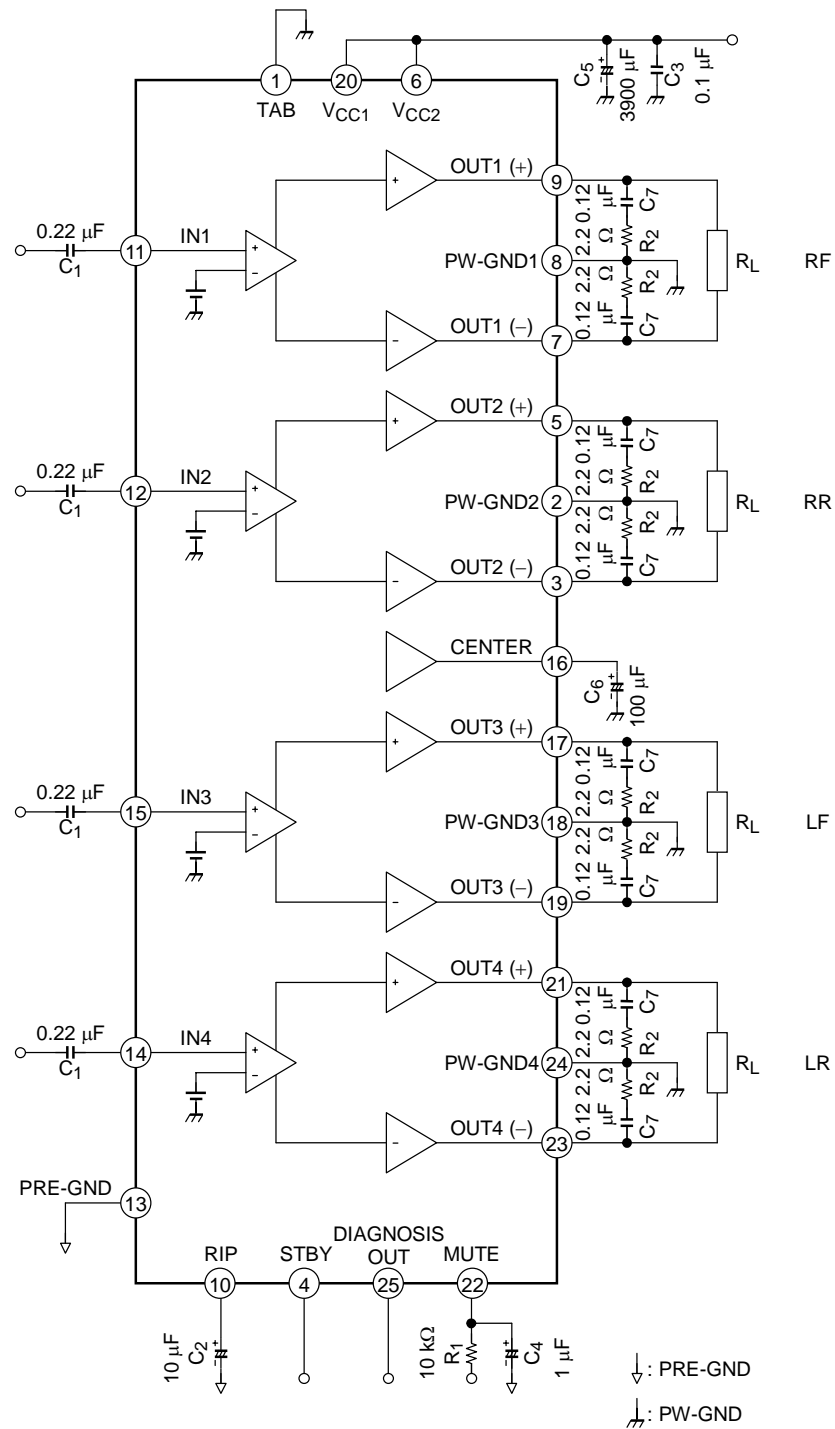 1
TAB
20
VCC1
6
VCC2
C5
3900 μF
C3
0.1 μF
0.22 μF
C1
11
IN1
+
−
+
−
OUT1 (+)
9
PW-GND1
8
OUT1 (−)
7
0.12 μF C7
2.2 Ω R2
2.2 Ω R2
0.12 μF C7
RL
RF
0.22 μF
C1
12
IN2
+
−
+
−
OUT2 (+)
5
PW-GND2
2
OUT2 (−)
3
0.12 μF C7
2.2 Ω R2
2.2 Ω R2
0.12 μF C7
RL
RR
CENTER
16
C6
100 μF
0.22 μF
C1
15
IN3
+
−
+
−
OUT3 (+)
17
PW-GND3
18
OUT3 (−)
19
0.12 μF C7
2.2 Ω R2
2.2 Ω R2
0.12 μF C7
RL
LF
0.22 μF
C1
14
IN4
+
−
+
−
OUT4 (+)
21
PW-GND4
24
OUT4 (−)
23
0.12 μF C7
2.2 Ω R2
2.2 Ω R2
0.12 μF C7
RL
LR
PRE-GND
13
RIP
10
STBY
4
DIAGNOSIS
OUT
25
MUTE
22
10 μF
C2
10 kΩ
R1
C4
1 μF
: PRE-GND
: PW-GND